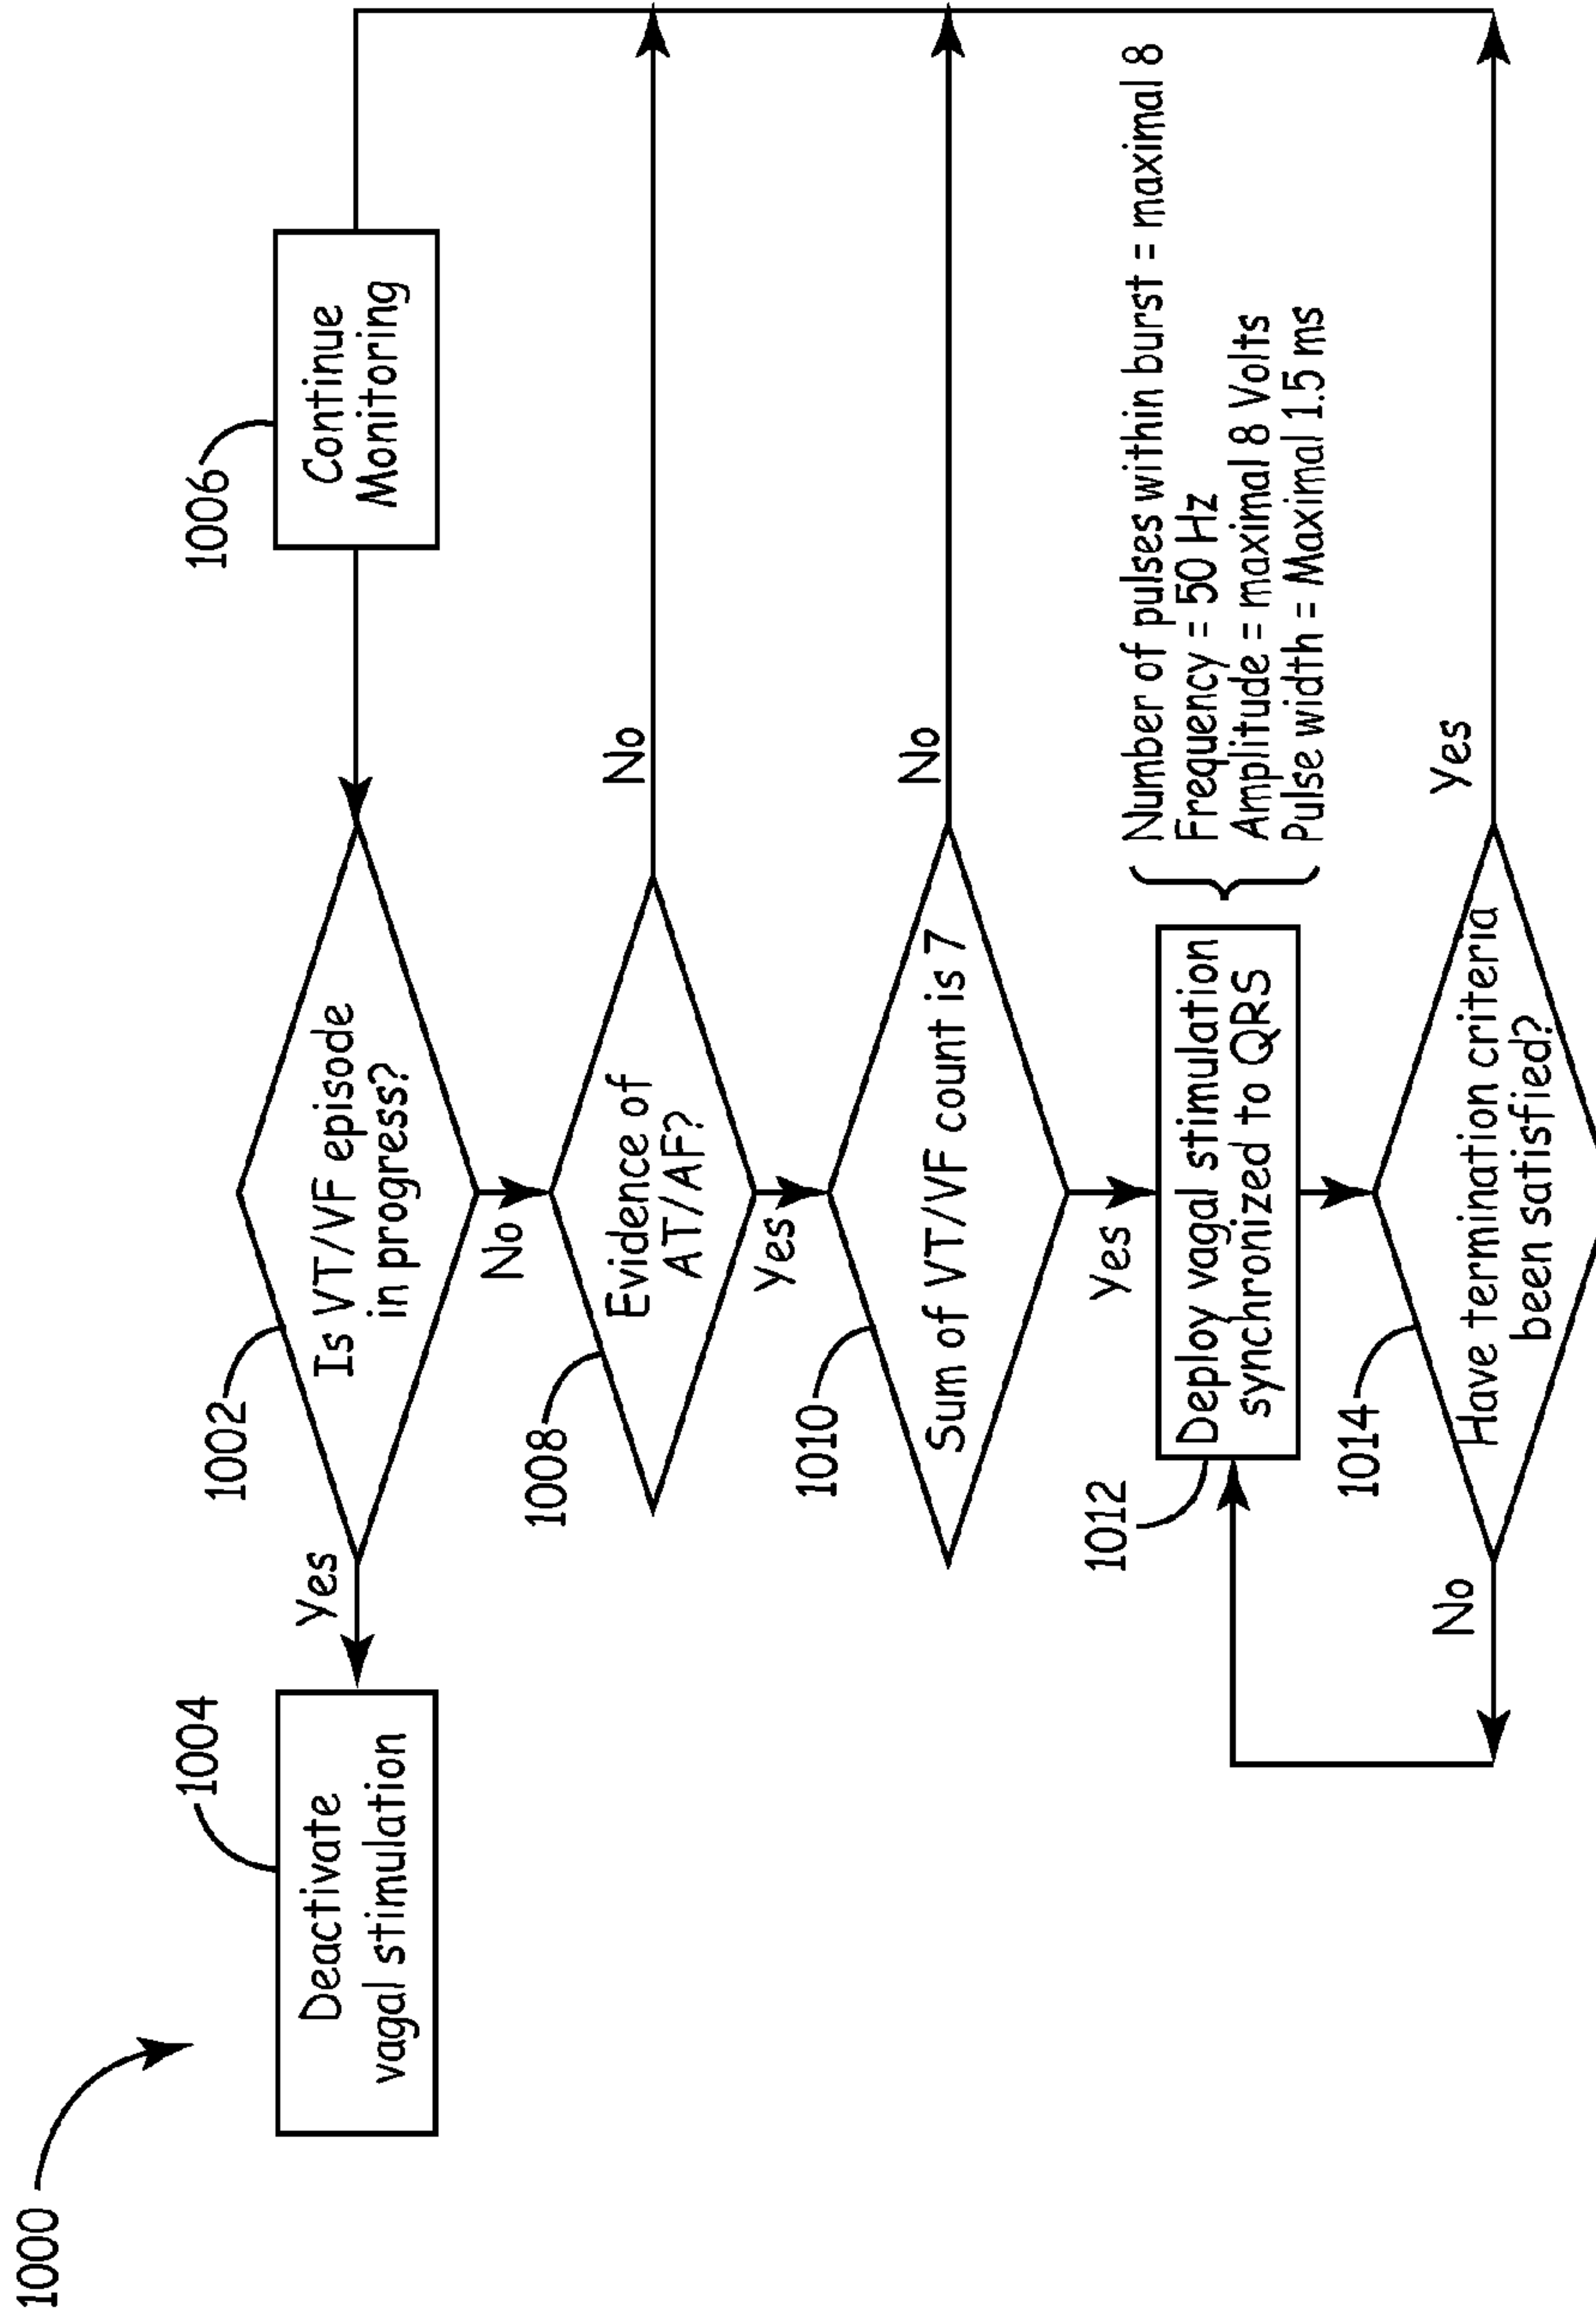 1000
1004
Deactivate
vagal stimulation
Yes
1002
Is VT/VF episode
in progress?
1006
Continue
Monitoring
No
1008
Evidence of
AT/AF?
No
Yes
1010
Sum of VT/VF count is 7
No
Yes
1012
Deploy vagal stimulation
synchronized to QRS
Number of pulses within burst = maximal 8
Frequency = 50 Hz
Amplitude = maximal 8 Volts
Pulse width = Maximal 1.5 ms
1014
Have termination criteria
been satisfied?
No
Yes